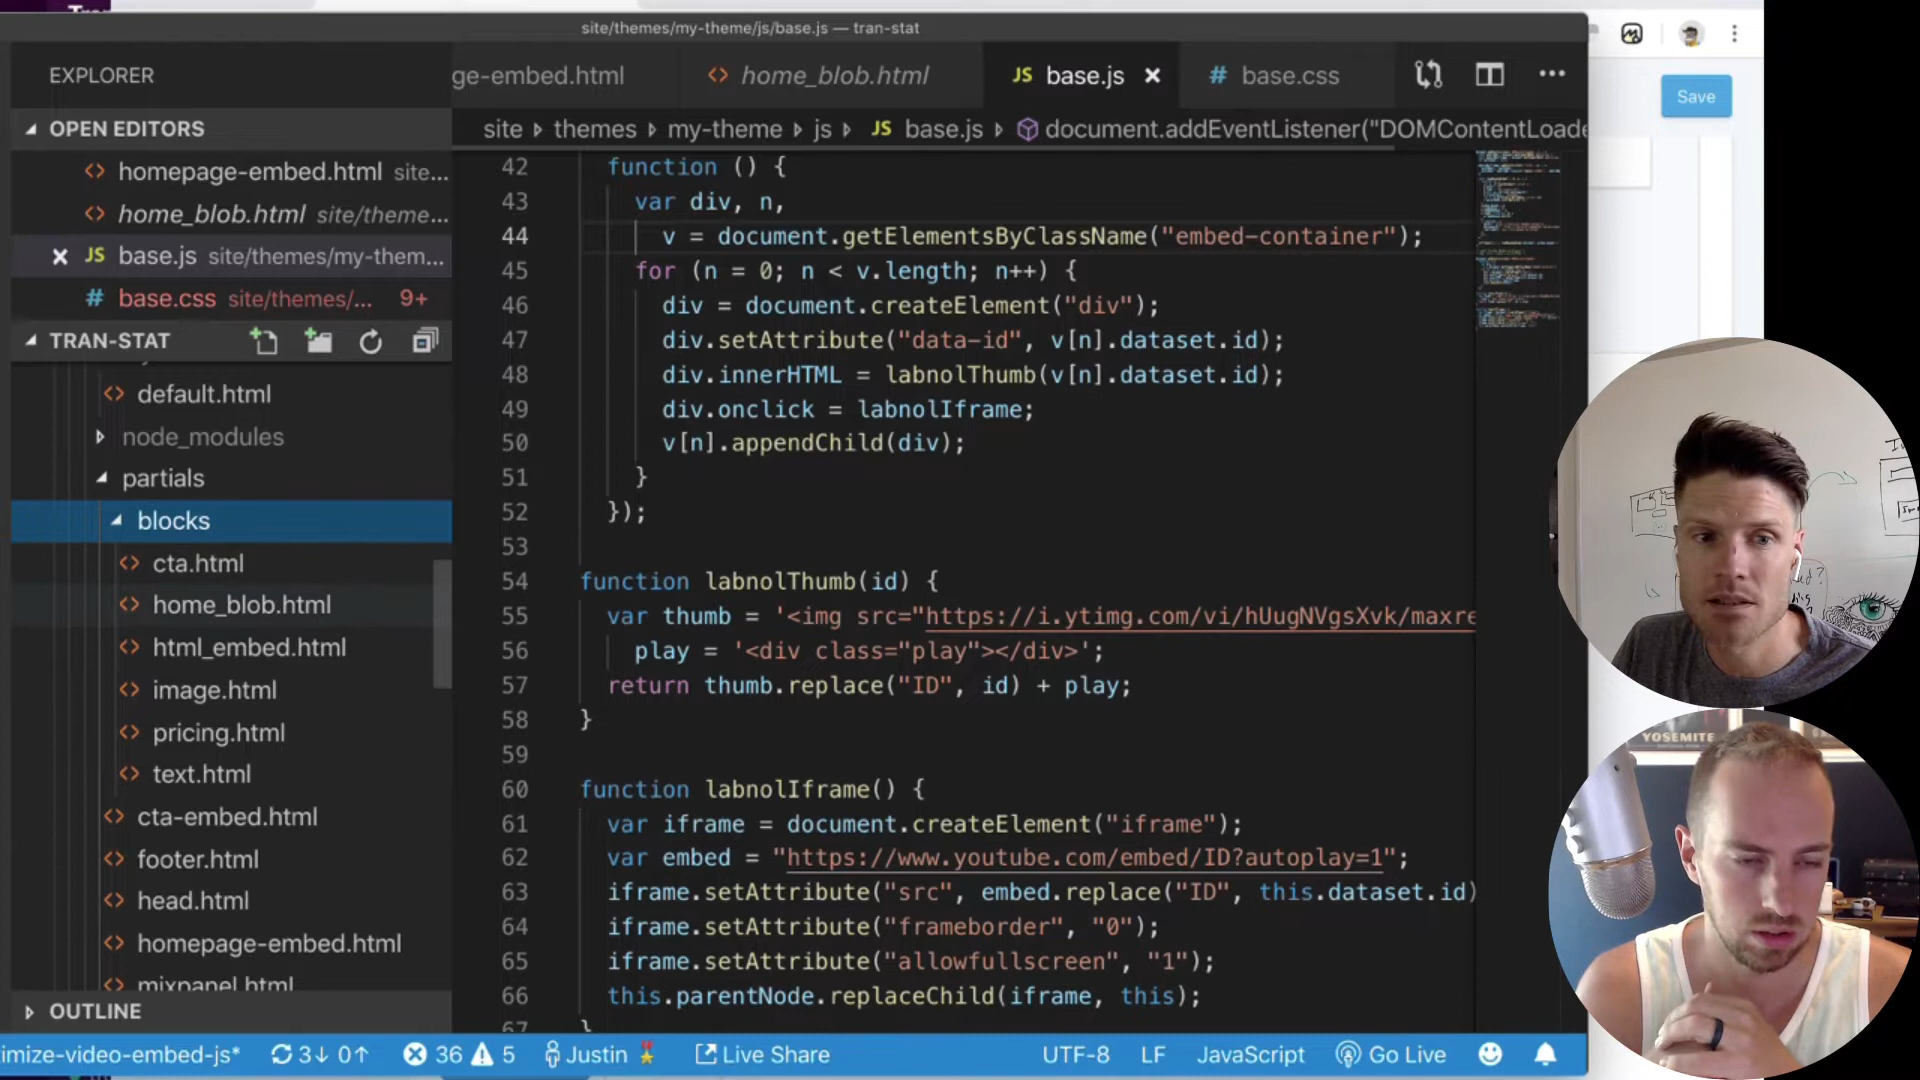 site/themes/my-theme/js/base.js — tran-stat
EXPLORER
ge-embed.html
home_blob.html
JS base.js
# base.css
Save
OPEN EDITORS
site themes my-theme js JS base.js document.addEventListener("DOMContentLoade
homepage-embed.html site...
home_blob.html site/theme...
JS base.js site/themes/my-them...
# base.css site/themes/... 9+
TRAN-STAT
default.html
node_modules
partials
blocks
cta.html
home_blob.html
html_embed.html
image.html
pricing.html
text.html
cta-embed.html
footer.html
head.html
homepage-embed.html
mixpanel.html
OUTLINE
42 function () {
43 var div, n,
44 v = document.getElementsByClassName("embed-container");
45 for (n = 0; n < v.length; n++) {
46 div = document.createElement("div");
47 div.setAttribute("data-id", v[n].dataset.id);
48 div.innerHTML = labnolThumb(v[n].dataset.id);
49 div.onclick = labnolIframe;
50 v[n].appendChild(div);
51 }
52 });
53
54 function labnolThumb(id) {
55 var thumb = '<img src="https://i.ytimg.com/vi/hUugNVgsXvk/maxre
56 play = '<div class="play"></div>';
57 return thumb.replace("ID", id) + play;
58 }
59
60 function labnolIframe() {
61 var iframe = document.createElement("iframe");
62 var embed = "https://www.youtube.com/embed/ID?autoplay=1";
63 iframe.setAttribute("src", embed.replace("ID", this.dataset.id)
64 iframe.setAttribute("frameborder", "0");
65 iframe.setAttribute("allowfullscreen", "1");
66 this.parentNode.replaceChild(iframe, this);
67 }
YOSEMITE
imize-video-embed-js* 3↓ 0↑ 36 5 Justin Live Share UTF-8 LF JavaScript Go Live